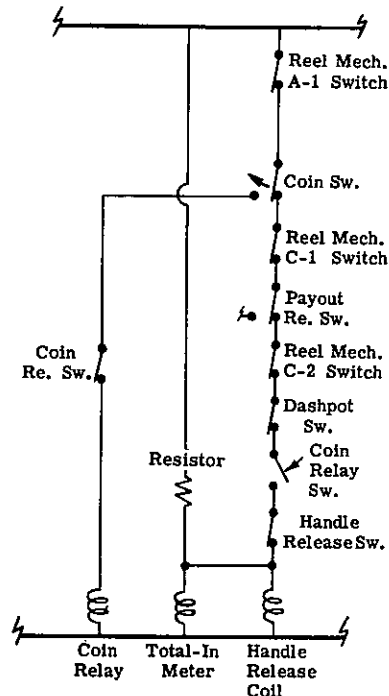 Reel Mech.
A-1 Switch
Coin Sw.
Reel Mech.
C-1 Switch
Payout
Re. Sw.
Reel Mech.
C-2 Switch
Coin
Re. Sw.
Dashpot
Sw.
Coin
Relay
Sw.
Resistor
Handle
Release Sw.
Coin
Relay
Total-In
Meter
Handle
Release
Coil